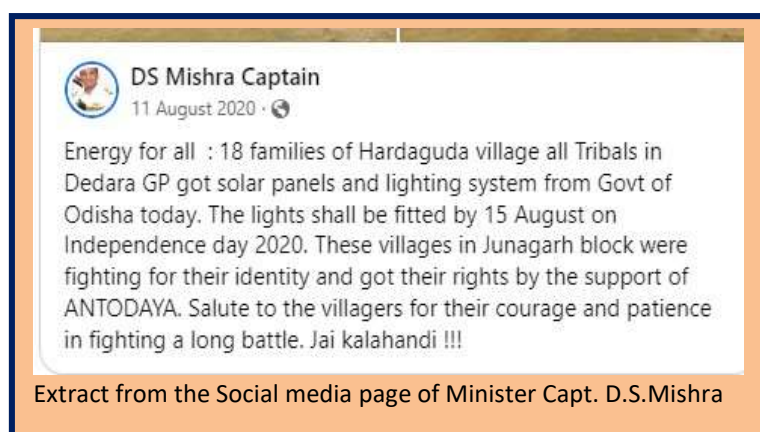 DS Mishra Captain
11 August 2020 ·
Energy for all : 18 families of Hardaguda village all Tribals in
Dedara GP got solar panels and lighting system from Govt of
Odisha today. The lights shall be fitted by 15 August on
Independence day 2020. These villages in Junagarh block were
fighting for their identity and got their rights by the support of
ANTODAYA. Salute to the villagers for their courage and patience
in fighting a long battle. Jai kalahandi !!!
Extract from the Social media page of Minister Capt. D.S.Mishra